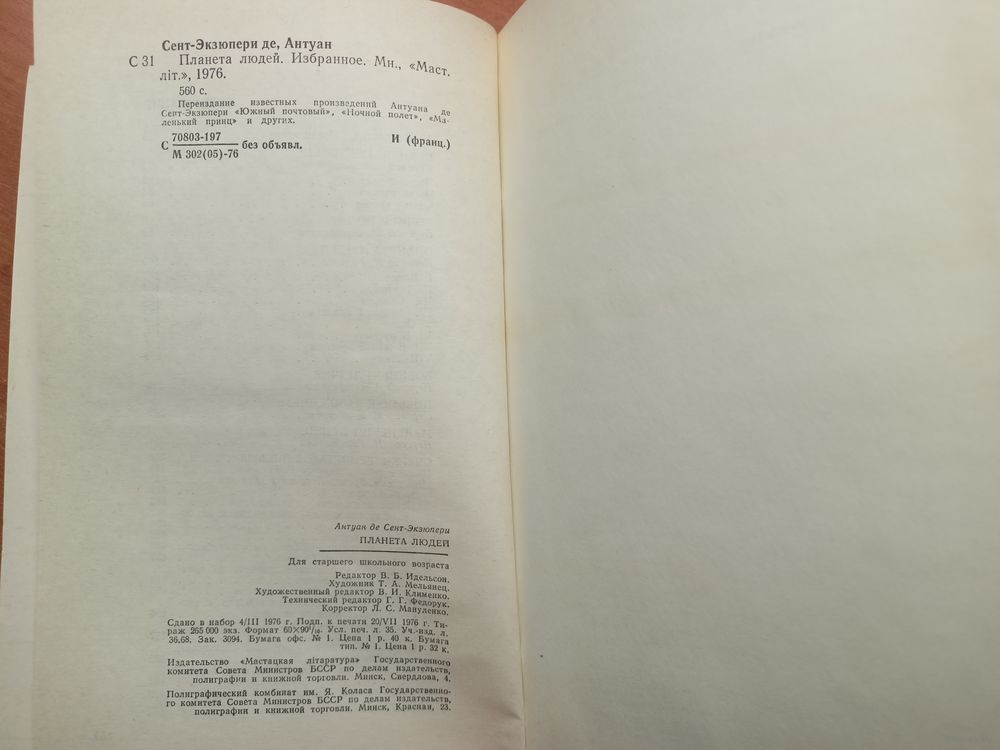 Сент-Экзюпери де, Антуан
С 31 Планета людей. Избранное. Мн., «Маст.
літ.», 1976.
560 с.
Переиздание известных произведений Антуана де
Сент-Экзюпери «Южный почтовый», «Ночной полет», «Ма-
ленький принц» и других.
70803-197
С без объявл. И (франц.)
М 302(05)-76
Антуан де Сент-Экзюпери
ПЛАНЕТА ЛЮДЕЙ
Для старшего школьного возраста
Редактор В. Б. Идельсон.
Художник Т. А. Мельянец.
Художественный редактор В. И. Клименко.
Технический редактор Г. Г. Федорук.
Корректор Л. С. Мануленко.
Сдано в набор 4/III 1976 г. Подп. к печати 20/VII 1976 г. Ти-
раж 265 000 экз. Формат 60×90¹/₁₆. Усл. печ. л. 35. Уч.-изд. л.
36,68. Зак. 3094. Бумага офс. № 1. Цена 1 р. 40 к. Бумага
тип. № 1. Цена 1 р. 32 к.
Издательство «Мастацкая літаратура» Государственного
комитета Совета Министров БССР по делам издательств,
полиграфии и книжной торговли. Минск, Свердлова, 4.
Полиграфический комбинат им. Я. Коласа Государственно-
го комитета Совета Министров БССР по делам издательств,
полиграфии и книжной торговли. Минск, Красная, 23.